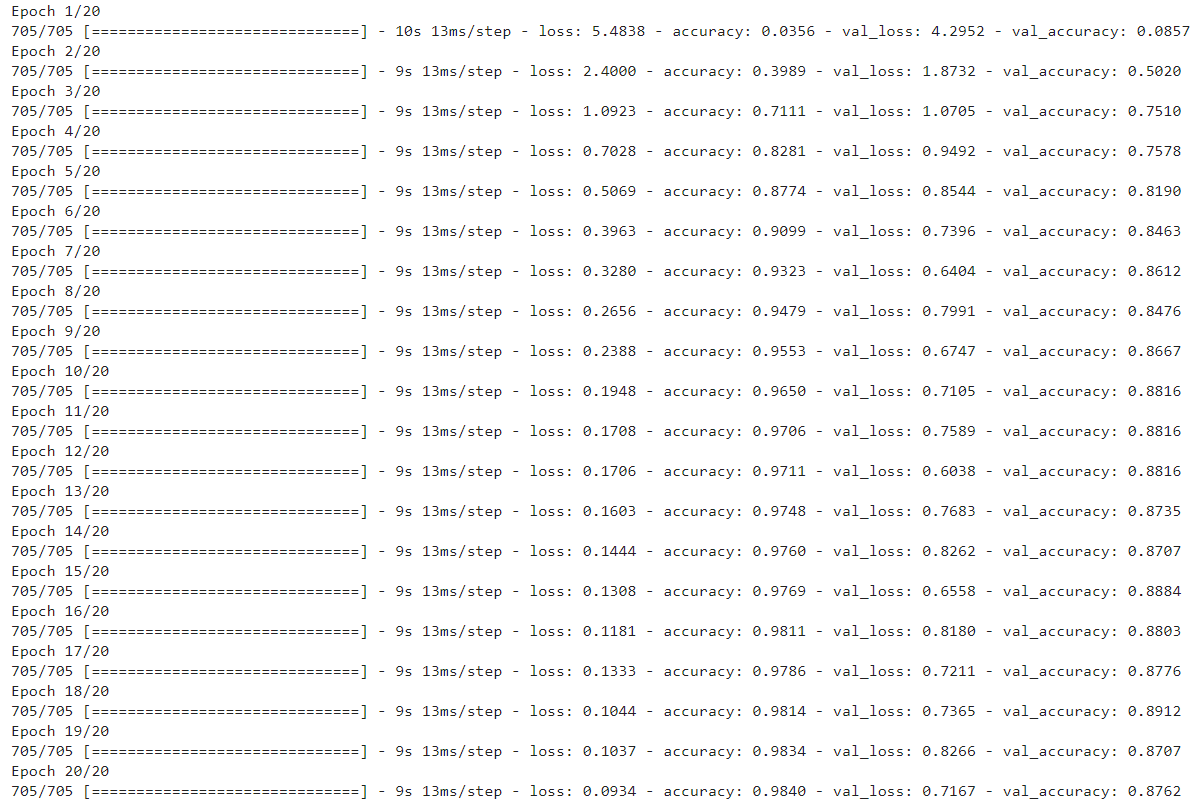 Epoch 1/20
705/705 [==============================] - 10s 13ms/step - loss: 5.4838 - accuracy: 0.0356 - val_loss: 4.2952 - val_accuracy: 0.0857
Epoch 2/20
705/705 [==============================] - 9s 13ms/step - loss: 2.4000 - accuracy: 0.3989 - val_loss: 1.8732 - val_accuracy: 0.5020
Epoch 3/20
705/705 [==============================] - 9s 13ms/step - loss: 1.0923 - accuracy: 0.7111 - val_loss: 1.0705 - val_accuracy: 0.7510
Epoch 4/20
705/705 [==============================] - 9s 13ms/step - loss: 0.7028 - accuracy: 0.8281 - val_loss: 0.9492 - val_accuracy: 0.7578
Epoch 5/20
705/705 [==============================] - 9s 13ms/step - loss: 0.5069 - accuracy: 0.8774 - val_loss: 0.8544 - val_accuracy: 0.8190
Epoch 6/20
705/705 [==============================] - 9s 13ms/step - loss: 0.3963 - accuracy: 0.9099 - val_loss: 0.7396 - val_accuracy: 0.8463
Epoch 7/20
705/705 [==============================] - 9s 13ms/step - loss: 0.3280 - accuracy: 0.9323 - val_loss: 0.6404 - val_accuracy: 0.8612
Epoch 8/20
705/705 [==============================] - 9s 13ms/step - loss: 0.2656 - accuracy: 0.9479 - val_loss: 0.7991 - val_accuracy: 0.8476
Epoch 9/20
705/705 [==============================] - 9s 13ms/step - loss: 0.2388 - accuracy: 0.9553 - val_loss: 0.6747 - val_accuracy: 0.8667
Epoch 10/20
705/705 [==============================] - 9s 13ms/step - loss: 0.1948 - accuracy: 0.9650 - val_loss: 0.7105 - val_accuracy: 0.8816
Epoch 11/20
705/705 [==============================] - 9s 13ms/step - loss: 0.1708 - accuracy: 0.9706 - val_loss: 0.7589 - val_accuracy: 0.8816
Epoch 12/20
705/705 [==============================] - 9s 13ms/step - loss: 0.1706 - accuracy: 0.9711 - val_loss: 0.6038 - val_accuracy: 0.8816
Epoch 13/20
705/705 [==============================] - 9s 13ms/step - loss: 0.1603 - accuracy: 0.9748 - val_loss: 0.7683 - val_accuracy: 0.8735
Epoch 14/20
705/705 [==============================] - 9s 13ms/step - loss: 0.1444 - accuracy: 0.9760 - val_loss: 0.8262 - val_accuracy: 0.8707
Epoch 15/20
705/705 [==============================] - 9s 13ms/step - loss: 0.1308 - accuracy: 0.9769 - val_loss: 0.6558 - val_accuracy: 0.8884
Epoch 16/20
705/705 [==============================] - 9s 13ms/step - loss: 0.1181 - accuracy: 0.9811 - val_loss: 0.8180 - val_accuracy: 0.8803
Epoch 17/20
705/705 [==============================] - 9s 13ms/step - loss: 0.1333 - accuracy: 0.9786 - val_loss: 0.7211 - val_accuracy: 0.8776
Epoch 18/20
705/705 [==============================] - 9s 13ms/step - loss: 0.1044 - accuracy: 0.9814 - val_loss: 0.7365 - val_accuracy: 0.8912
Epoch 19/20
705/705 [==============================] - 9s 13ms/step - loss: 0.1037 - accuracy: 0.9834 - val_loss: 0.8266 - val_accuracy: 0.8707
Epoch 20/20
705/705 [==============================] - 9s 13ms/step - loss: 0.0934 - accuracy: 0.9840 - val_loss: 0.7167 - val_accuracy: 0.8762